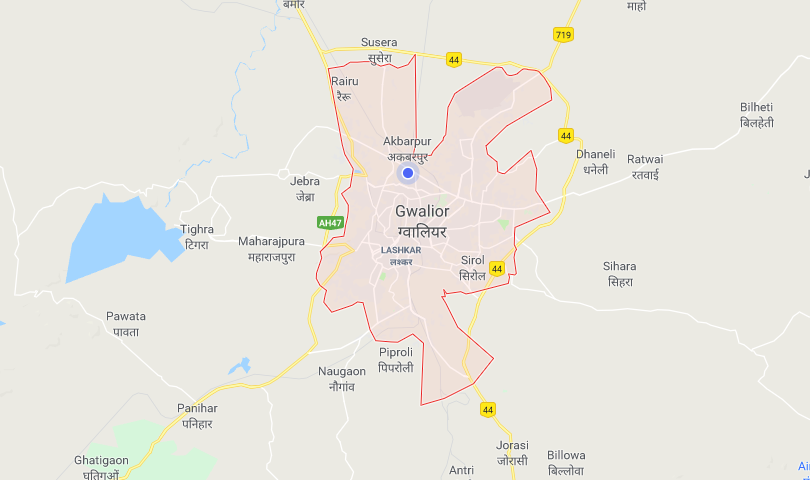 बमोर
माहो
719
Susera
सुसेरा
44
Rairu
रैरू
Bilheti
बिलहेती
44
Akbarpur
अकबरपुर
Dhaneli
धनेली
Ratwai
रतवाई
Jebra
जेब्रा
AH47
Gwalior
ग्वालियर
Tighra
टिगरा
Maharajpura
महाराजपुरा
LASHKAR
लश्कर
Sirol
सिरोल
44
Sihara
सिहरा
Pawata
पावता
Piproli
पिपरोली
Naugaon
नौगांव
Panihar
पनिहार
44
Jorasi
जोरासी
Billowa
बिल्लोवा
Ghatigaon
घतिगओं
Antri